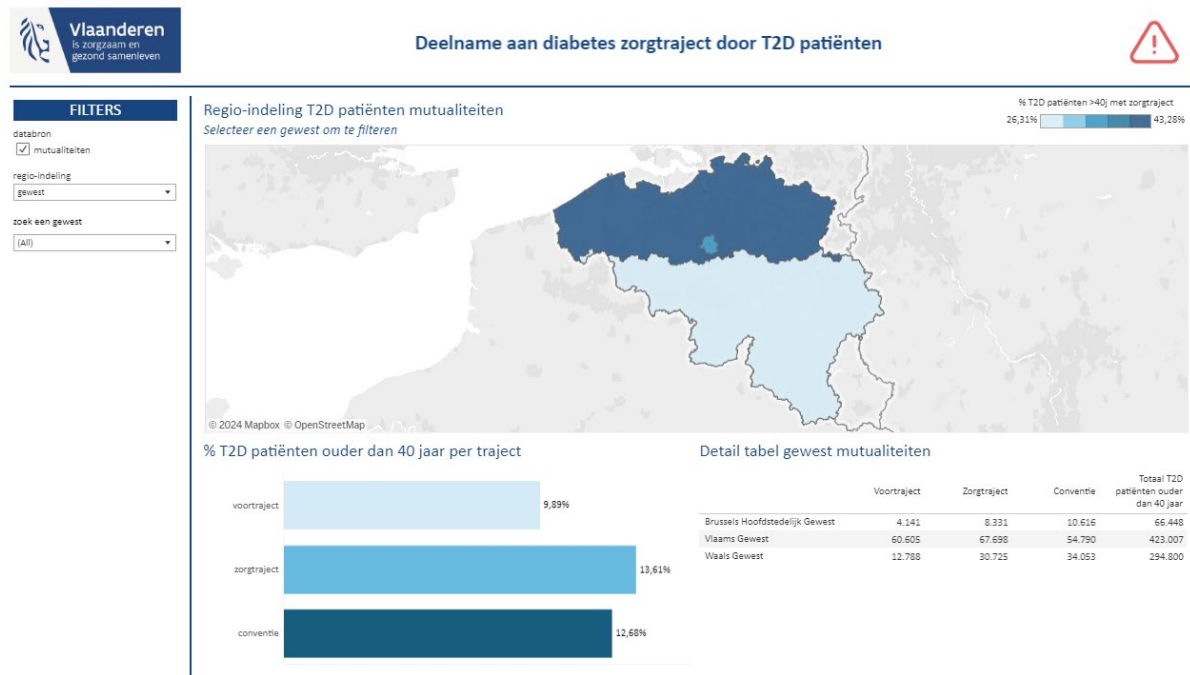 Vlaanderen
is zorgzaam en
gezond samenleven
Deelname aan diabetes zorgtraject door T2D patiënten
FILTERS
databron
mutualiteiten
regio-indeling
gewest
zoek een gewest
(All)
Regio-indeling T2D patiënten mutualiteiten
Selecteer een gewest om te filteren
% T2D patiënten >40j met zorgtraject
26,31% 43,28%
© 2024 Mapbox © OpenStreetMap
% T2D patiënten ouder dan 40 jaar per traject
voortraject 9,89%
zorgtraject 13,61%
conventie 12,68%
Detail tabel gewest mutualiteiten
Voortraject Zorgtraject Conventie Totaal T2D
patiënten ouder
dan 40 jaar
Brussels Hoofdstedelijk Gewest 4.141 8.331 10.616 66.448
Vlaams Gewest 60.605 67.698 54.790 423.007
Waals Gewest 12.788 30.725 34.053 294.800